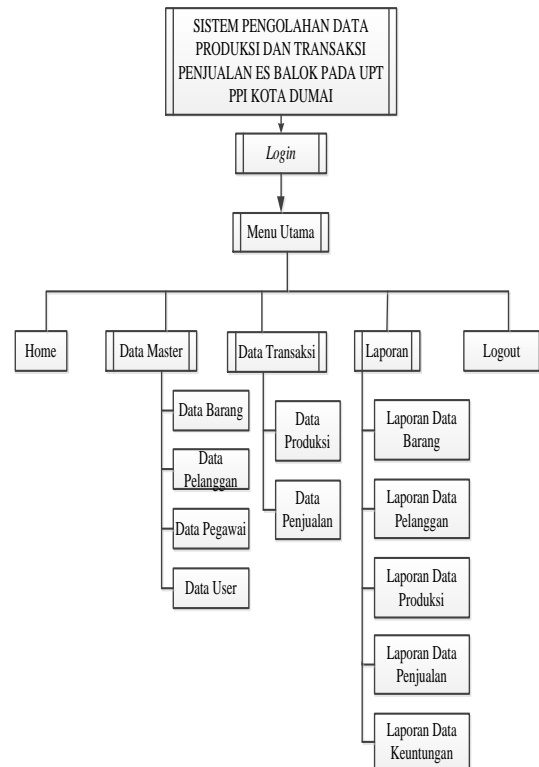 SISTEM PENGOLAHAN DATA
PRODUKSI DAN TRANSAKSI
PENJUALAN ES BALOK PADA UPT
PPI KOTA DUMAI
Login
Menu Utama
Home
Data Master
Data Transaksi
Laporan
Logout
Data Barang
Data
Pelanggan
Data Pegawai
Data User
Data
Produksi
Data
Penjualan
Laporan Data
Barang
Laporan Data
Pelanggan
Laporan Data
Produksi
Laporan Data
Penjualan
Laporan Data
Keuntungan